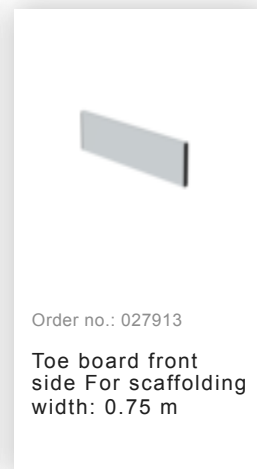 Order no.: 027913
Toe board front
side For scaffolding
width: 0.75 m